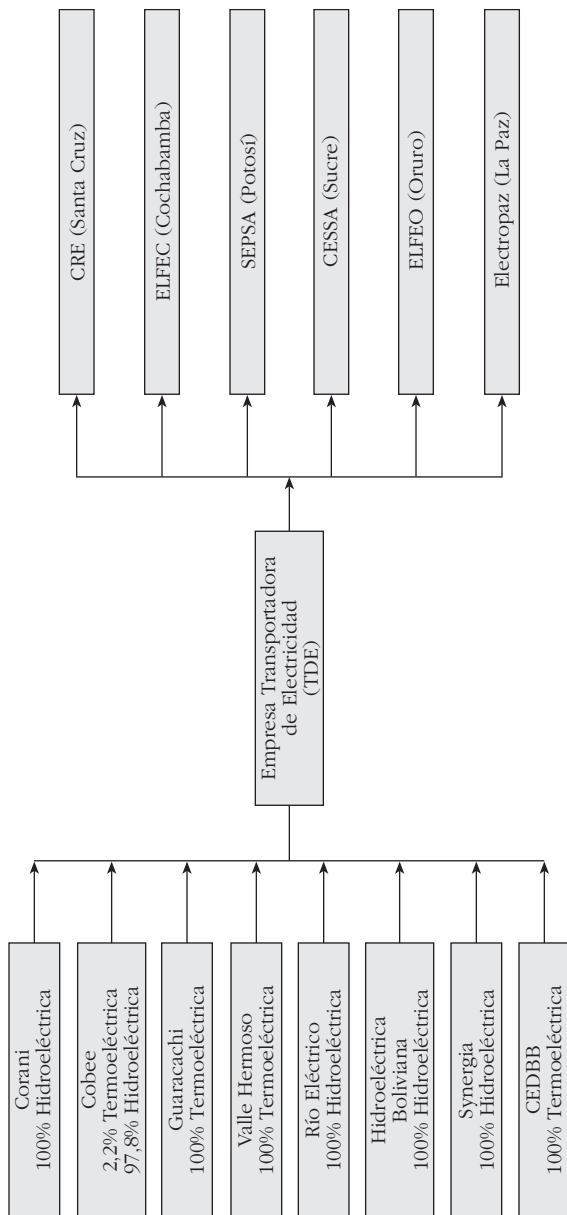 Corani
100% Hidroeléctrica
Cobee
2,2% Termoeléctrica
97,8% Hidroeléctrica
Guaracachi
100% Termoeléctrica
Valle Hermoso
100% Termoeléctrica
Río Eléctrico
100% Hidroeléctrica
Hidroeléctrica
Boliviana
100% Hidroeléctrica
Synergia
100% Hidroeléctrica
CEDBB
100% Termoeléctrica
Empresa Transportadora
de Electricidad
(TDE)
CRE (Santa Cruz)
ELFEC (Cochabamba)
SEPSA (Potosí)
CESSA (Sucre)
ELFEO (Oruro)
Electropaz (La Paz)